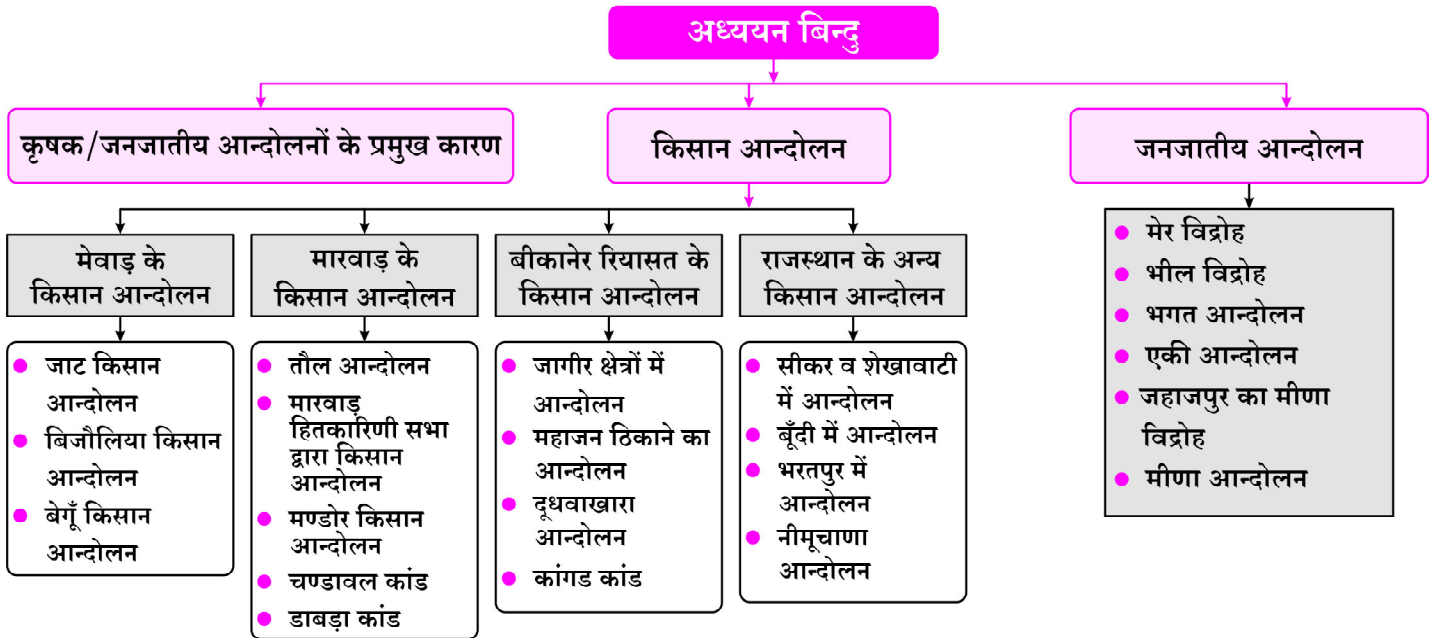 अध्ययन बिन्दु
कृषक/जनजातीय आन्दोलनों के प्रमुख कारण
किसान आन्दोलन
जनजातीय आन्दोलन
मेवाड़ के
किसान आन्दोलन
जाट किसान
आन्दोलन
बिजौलिया किसान
आन्दोलन
बेगूँ किसान
आन्दोलन
मारवाड़ के
किसान आन्दोलन
तौल आन्दोलन
मारवाड़
हितकारिणी सभा
द्वारा किसान
आन्दोलन
मण्डोर किसान
आन्दोलन
चण्डावल कांड
डाबड़ा कांड
बीकानेर रियासत के
किसान आन्दोलन
जागीर क्षेत्रों में
आन्दोलन
महाजन ठिकाने का
आन्दोलन
दूधवाखारा
आन्दोलन
कांगड कांड
राजस्थान के अन्य
किसान आन्दोलन
सीकर व शेखावाटी
में आन्दोलन
बूँदी में आन्दोलन
भरतपुर में
आन्दोलन
नीमूचाणा
आन्दोलन
मेर विद्रोह
भील विद्रोह
भगत आन्दोलन
एकी आन्दोलन
जहाजपुर का मीणा
विद्रोह
मीणा आन्दोलन